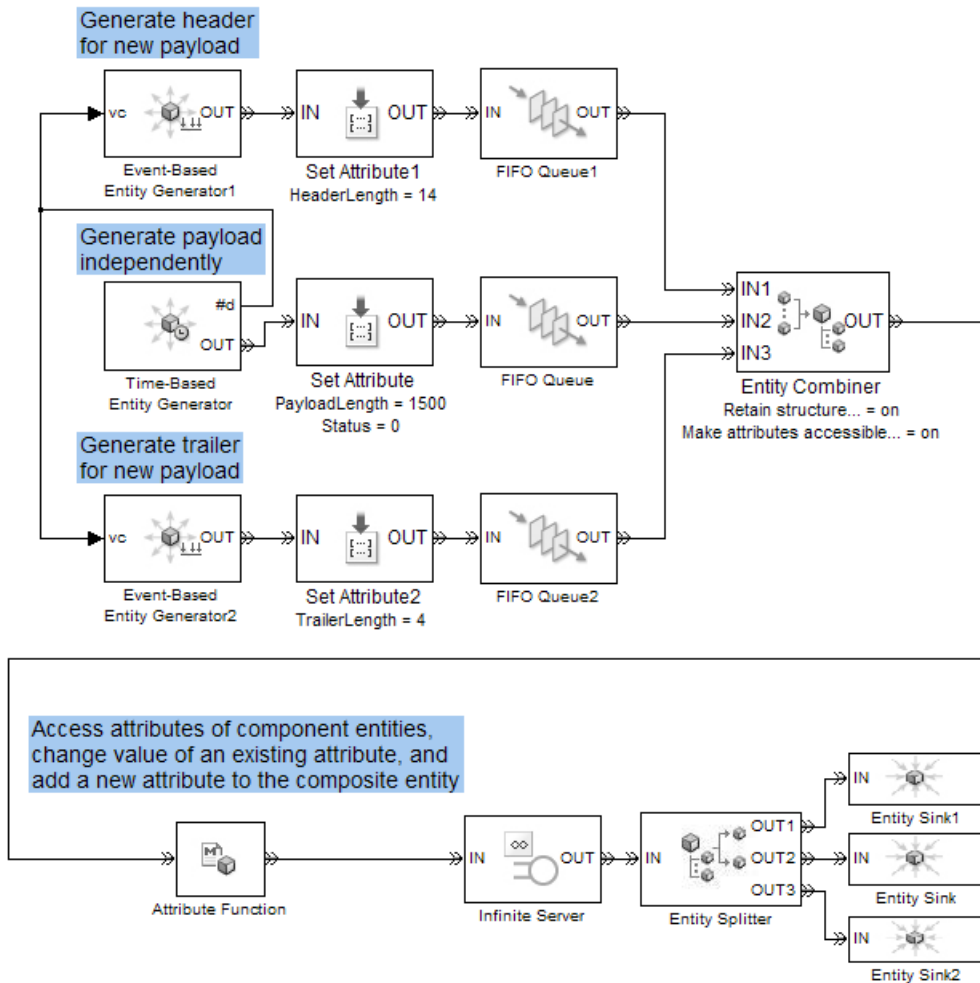 Generate header
for new payload
vc
OUT
IN
OUT
IN
OUT
Event-Based
Entity Generator1
Set Attribute1
HeaderLength = 14
FIFO Queue1
Generate payload
independently
#d
OUT
IN
OUT
IN
OUT
Time-Based
Entity Generator
Set Attribute
PayloadLength = 1500
Status = 0
FIFO Queue
IN1
IN2
IN3
OUT
Entity Combiner
Retain structure... = on
Make attributes accessible... = on
Generate trailer
for new payload
vc
OUT
IN
OUT
IN
OUT
Event-Based
Entity Generator2
Set Attribute2
TrailerLength = 4
FIFO Queue2
Access attributes of component entities,
change value of an existing attribute, and
add a new attribute to the composite entity
M
Attribute Function
IN
∞
OUT
Infinite Server
IN
OUT1
OUT2
OUT3
Entity Splitter
IN
Entity Sink1
IN
Entity Sink
IN
Entity Sink2